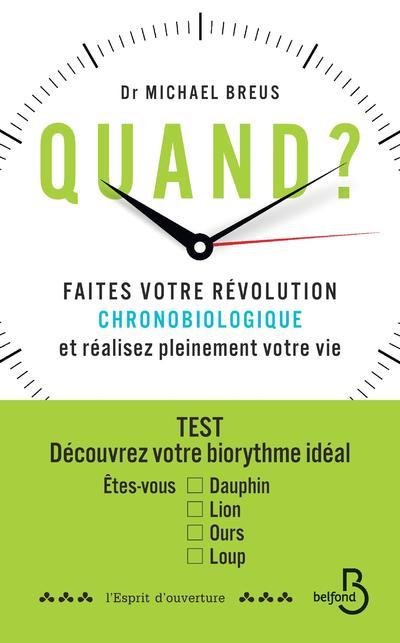 Dr MICHAEL BREUS
QUAND?
FAITES VOTRE RÉVOLUTION
CHRONOBIOLOGIQUE
et réalisez pleinement votre vie
TEST
Découvrez votre biorythme idéal
Êtes-vous ☐ Dauphin
☐ Lion
☐ Ours
☐ Loup
l'Esprit d'ouverture
belfond